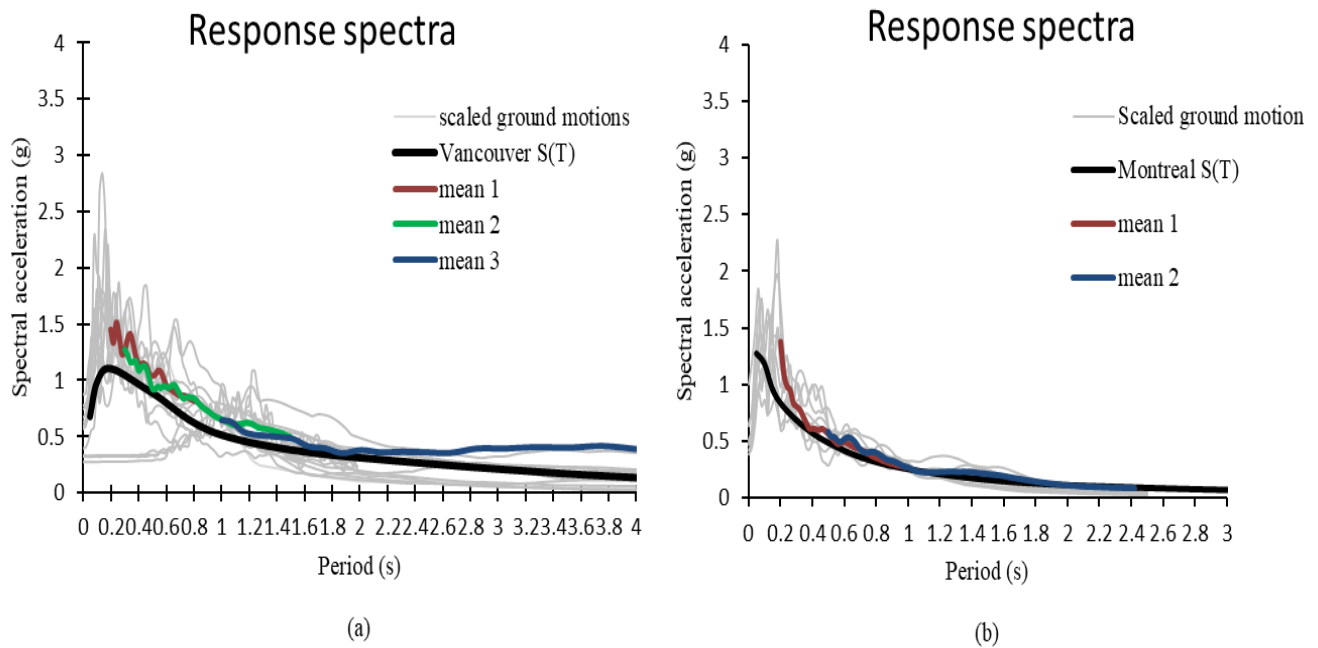 Response spectra
4
3.5
3
2.5
2
1.5
1
0.5
0
Spectral acceleration (g)
scaled ground motions
Vancouver S(T)
mean 1
mean 2
mean 3
0 0.20.40.60.8 1 1.21.41.61.8 2 2.22.42.62.8 3 3.23.43.63.8 4
Period (s)
(a)
Response spectra
4
3.5
3
2.5
2
1.5
1
0.5
0
Spectral acceleration (g)
Scaled ground motion
Montreal S(T)
mean 1
mean 2
0 0.2 0.4 0.6 0.8 1 1.2 1.4 1.6 1.8 2 2.2 2.4 2.6 2.8 3
Period (s)
(b)